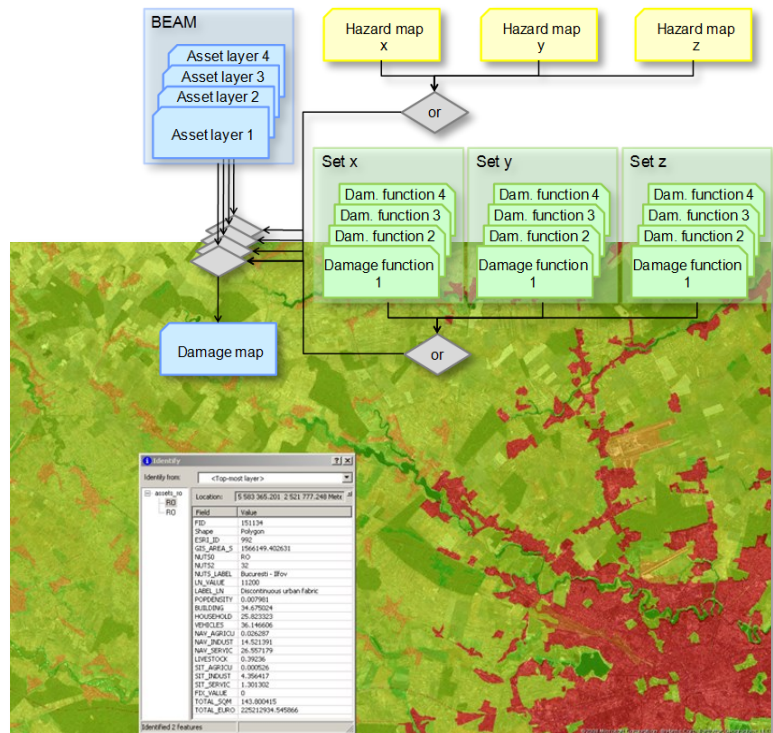 BEAM
Asset layer 4
Asset layer 3
Asset layer 2
Asset layer 1
Hazard map
x
Hazard map
y
Hazard map
z
or
Set x
Dam. function 4
Dam. function 3
Dam. function 2
Damage function
1
Set y
Dam. function 4
Dam. function 3
Dam. function 2
Damage function
1
Set z
Dam. function 4
Dam. function 3
Dam. function 2
Damage function
1
or
Damage map
Identify
Identify from: <Top-most layer>
assets_ro
RO
RO
Location: 5 583 365.201 2 521 777.248 Mete
Field Value
FID 151134
Shape Polygon
ESRI_ID 992
GIS_AREA_S 1566149.402631
NUTS0 RO
NUTS2 32
NUTS_LABEL Bucuresti - Ilfov
LN_VALUE 11200
LABEL_LN Discontinuous urban fabric
POPDENSITY 0.007981
BUILDING 34.675024
HOUSEHOLD 25.823323
VEHICLES 36.146606
NAV_AGRICU 0.026287
NAV_INDUST 14.521391
NAV_SERVIC 26.557179
LIVESTOCK 0.39236
SIT_AGRICU 0.000526
SIT_INDUST 4.356417
SIT_SERVIC 1.301302
FIX_VALUE 0
TOTAL_SQM 143.800415
TOTAL_EURO 225212934.545866
Identified 2 features